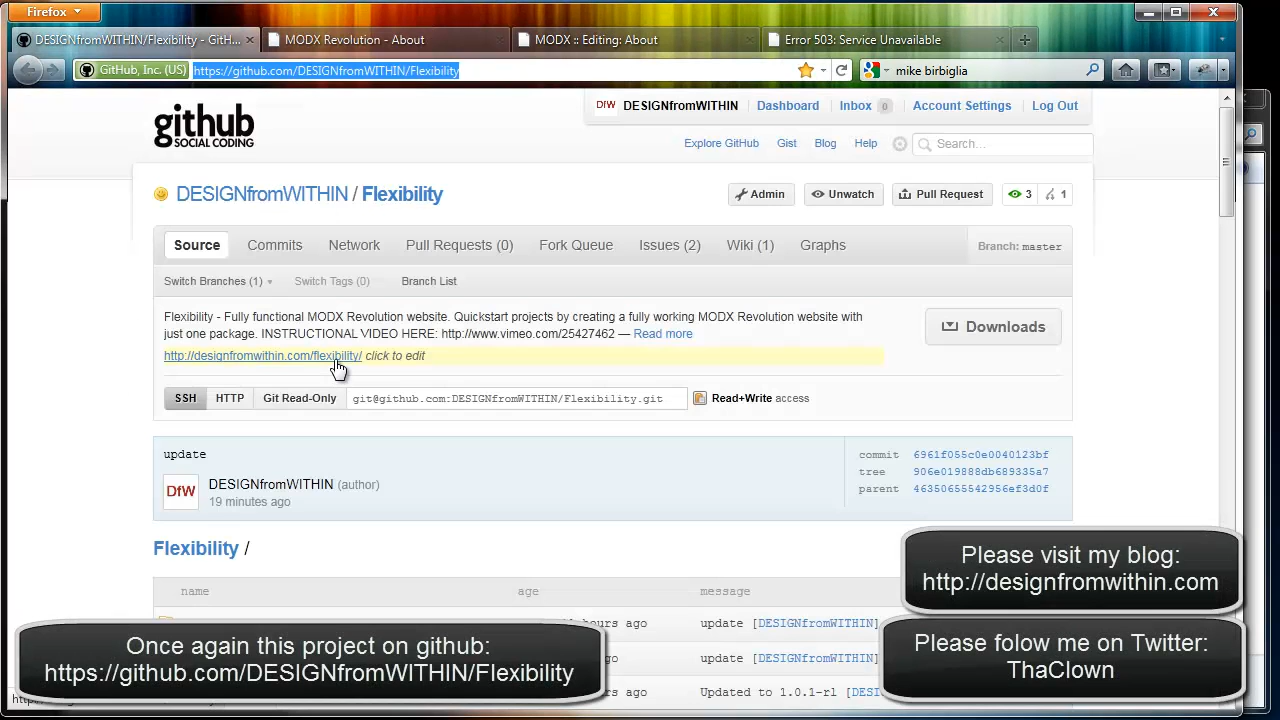 Firefox
DESIGNfromWITHIN/Flexibility - GitH...
MODX Revolution - About
MODX :: Editing: About
Error 503: Service Unavailable
GitHub, Inc. (US)
https://github.com/DESIGNfromWITHIN/Flexibility
mike birbiglia
github
SOCIAL CODING
DfW DESIGNfromWITHIN Dashboard Inbox 0 Account Settings Log Out
Explore GitHub Gist Blog Help Search...
DESIGNfromWITHIN / Flexibility
Admin Unwatch Pull Request 3 1
Source Commits Network Pull Requests (0) Fork Queue Issues (2) Wiki (1) Graphs Branch: master
Switch Branches (1) Switch Tags (0) Branch List
Flexibility - Fully functional MODX Revolution website. Quickstart projects by creating a fully working MODX Revolution website with
just one package. INSTRUCTIONAL VIDEO HERE: http://www.vimeo.com/25427462 — Read more
Downloads
http://designfromwithin.com/flexibility/ click to edit
SSH HTTP Git Read-Only git@github.com:DESIGNfromWITHIN/Flexibility.git Read+Write access
update
commit 6961f055c0e0040123bf
tree 906e019888db689335a7
parent 46350655542956ef3d0f
DfW
DESIGNfromWITHIN (author)
19 minutes ago
Flexibility /
name age message
hours ago update [DESIGNfromWITHIN]
go update [DESIGNfromWITHIN]
ours ago Updated to 1.0.1-rl [DESI
Please visit my blog:
http://designfromwithin.com
Once again this project on github:
https://github.com/DESIGNfromWITHIN/Flexibility
Please folow me on Twitter:
ThaClown